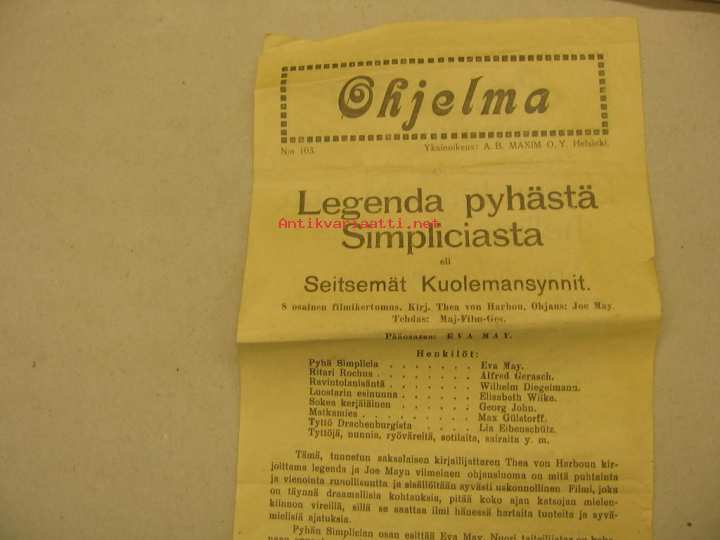 Ohjelma
N:o 103. Yksinoikeus: A. B. MAXIM O. Y. Helsinki.
Legenda pyhästä
Antikvariaatti.net
Simpliciasta
eli
Seitsemät Kuolemansynnit.
8 osainen filmikertomus. Kirj. Thea von Harbou, Ohjaus: Joe May.
Tehdas: Maj-Film-Ges.
Pääosassa: EVA MAY.
Henkilöt:
Pyhä Simplicia . . . . . . . Eva May.
Ritari Rochus . . . . . . . Alfred Gerasch.
Ravintolanisäntä . . . . . . Wilhelm Diegelmann.
Luostarin esinunna . . . . . . Elisabeth Wilke.
Sokea kerjäläinen . . . . . . Georg John.
Matkamies . . . . . . . . Max Gülstorff.
Tyttö Drachenburgista . . . . . Lia Eibenschütz.
Tyttöjä, nunnia, ryöväreitä, sotilaita, sairaita y. m.
Tämä, tunnetun saksalaisen kirjailijattaren Thea von Harboun kir-
joittama legenda ja Joe Mayn viimeinen ohjausluoma on mitä puhtainta
ja vienointa runollisuutta ja sisällöltään syvästi uskonnollinen Filmi, joka
on täynnä draamallisia kohtauksia, pitää koko ajan katsojan mielen-
kiinnon vireillä, sillä se saattaa ilmi hänessä hartaita tunteita ja syvä-
mielisiä ajatuksia.
Pyhän Simplician osan esittää Eva May. Nuori taiteilijatar on